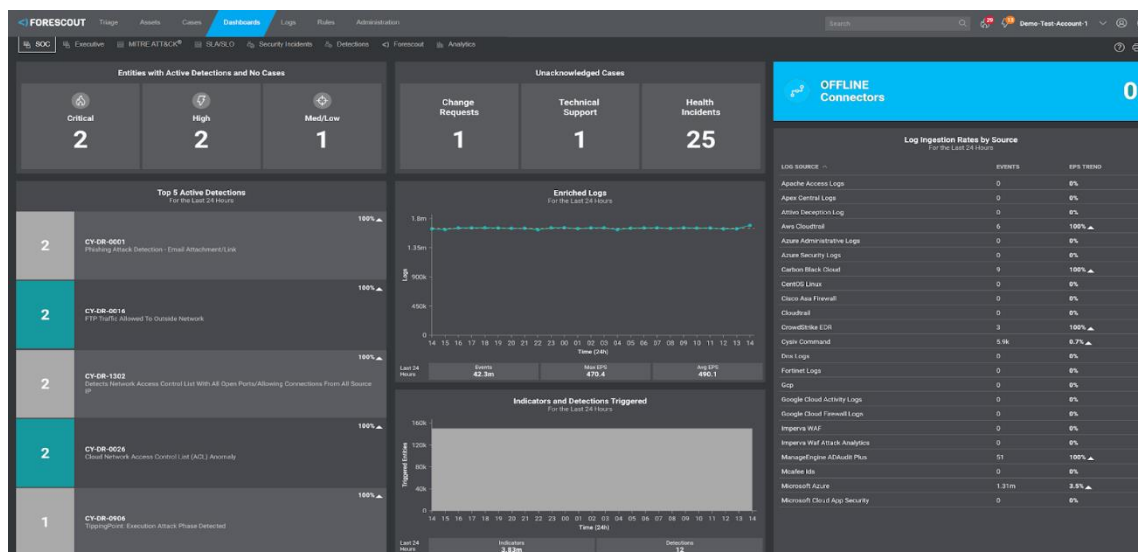 <) FORESCOUT Triage Assets Cases Dashboards Logs Rules Administration
Search 29 13 Demo-Test-Account-1
SOC Executive MITRE ATT&CK® SLA/SLO Security Incidents Detections Forescout Analytics
Entities with Active Detections and No Cases
Critical High Med/Low
2 2 1
Unacknowledged Cases
Change Requests
Technical Support
Health Incidents
1 1 25
OFFLINE
Connectors
0
Top 5 Active Detections
For the Last 24 Hours
100%
2
CY-DR-0001
Phishing Attack Detection - Email Attachment/Link
100%
2
CY-DR-0016
FTP Traffic Allowed To Outside Network
100%
2
CY-DR-1302
Detects Network Access Control List With All Open Ports/Allowing Connections From All Source
IP
100%
2
CY-DR-0026
Cloud Network Access Control List (ACL) Anomaly
100%
1
CY-DR-0906
TippingPoint: Execution Attack Phase Detected
Enriched Logs
For the Last 24 Hours
1.8m
1.35m
900k
450k
0
Logs
14 15 16 17 18 19 20 21 22 23 00 01 02 03 04 05 06 07 08 09 10 11 12 13 14
Time (24h)
Last 24 Hours
Events
42.3m
Max EPS
470.4
Avg EPS
490.1
Indicators and Detections Triggered
For the Last 24 Hours
160k
120k
80k
40k
0
Triggered Entities
14 15 16 17 18 19 20 21 22 23 00 01 02 03 04 05 06 07 08 09 10 11 12 13 14
Time (24h)
Last 24 Hours
Indicators
3.83m
Detections
12
Log Ingestion Rates by Source
For the Last 24 Hours
LOG SOURCE EVENTS EPS TREND
Apache Access Logs 0 0%
Apex Central Logs 0 0%
Attivo Deception Log 0 0%
Aws Cloudtrail 6 100%
Azure Administrative Logs 0 0%
Azure Security Logs 0 0%
Carbon Black Cloud 9 100%
CentOS Linux 0 0%
Cisco Asa Firewall 0 0%
Cloudtrail 0 0%
CrowdStrike EDR 3 100%
Cysiv Command 5.9k 0.7%
Dns Logs 0 0%
Fortinet Logs 0 0%
Gcp 0 0%
Google Cloud Activity Logs 0 0%
Google Cloud Firewall Logs 0 0%
Imperva WAF 0 0%
Imperva Waf Attack Analytics 0 0%
ManageEngine ADAudit Plus 51 100%
Mcafee Ids 0 0%
Microsoft Azure 1.31m 2.5%
Microsoft Cloud App Security 0 0%